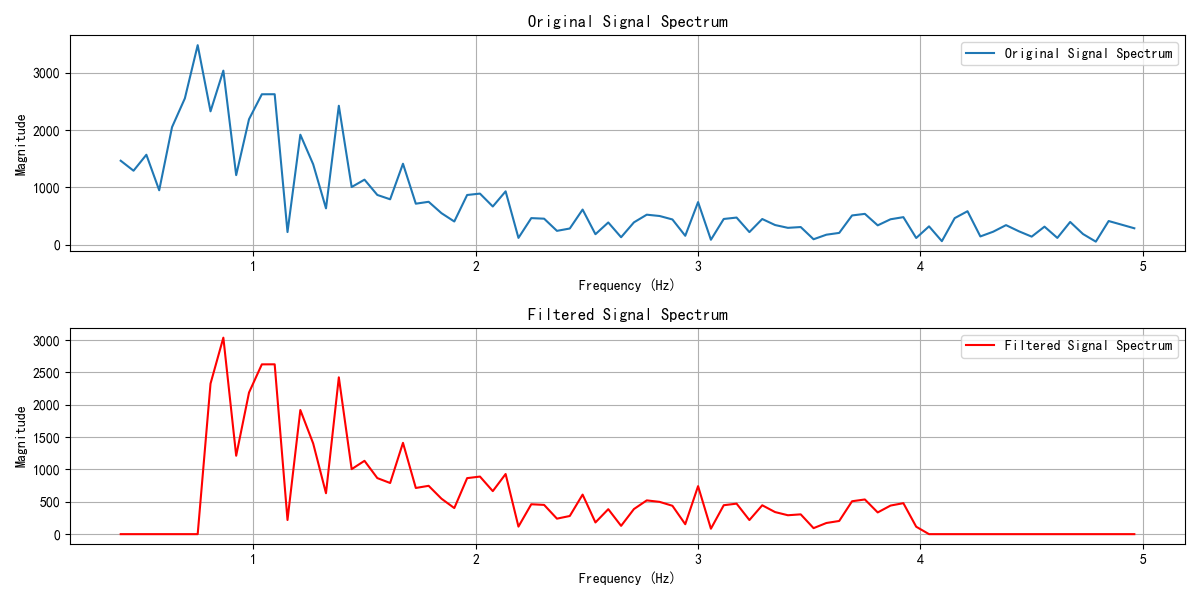 Original Signal Spectrum
Original Signal Spectrum
3000
2000
1000
0
Magnitude
1 2 3 4 5
Frequency (Hz)
Filtered Signal Spectrum
Filtered Signal Spectrum
3000
2500
2000
1500
1000
500
0
Magnitude
1 2 3 4 5
Frequency (Hz)